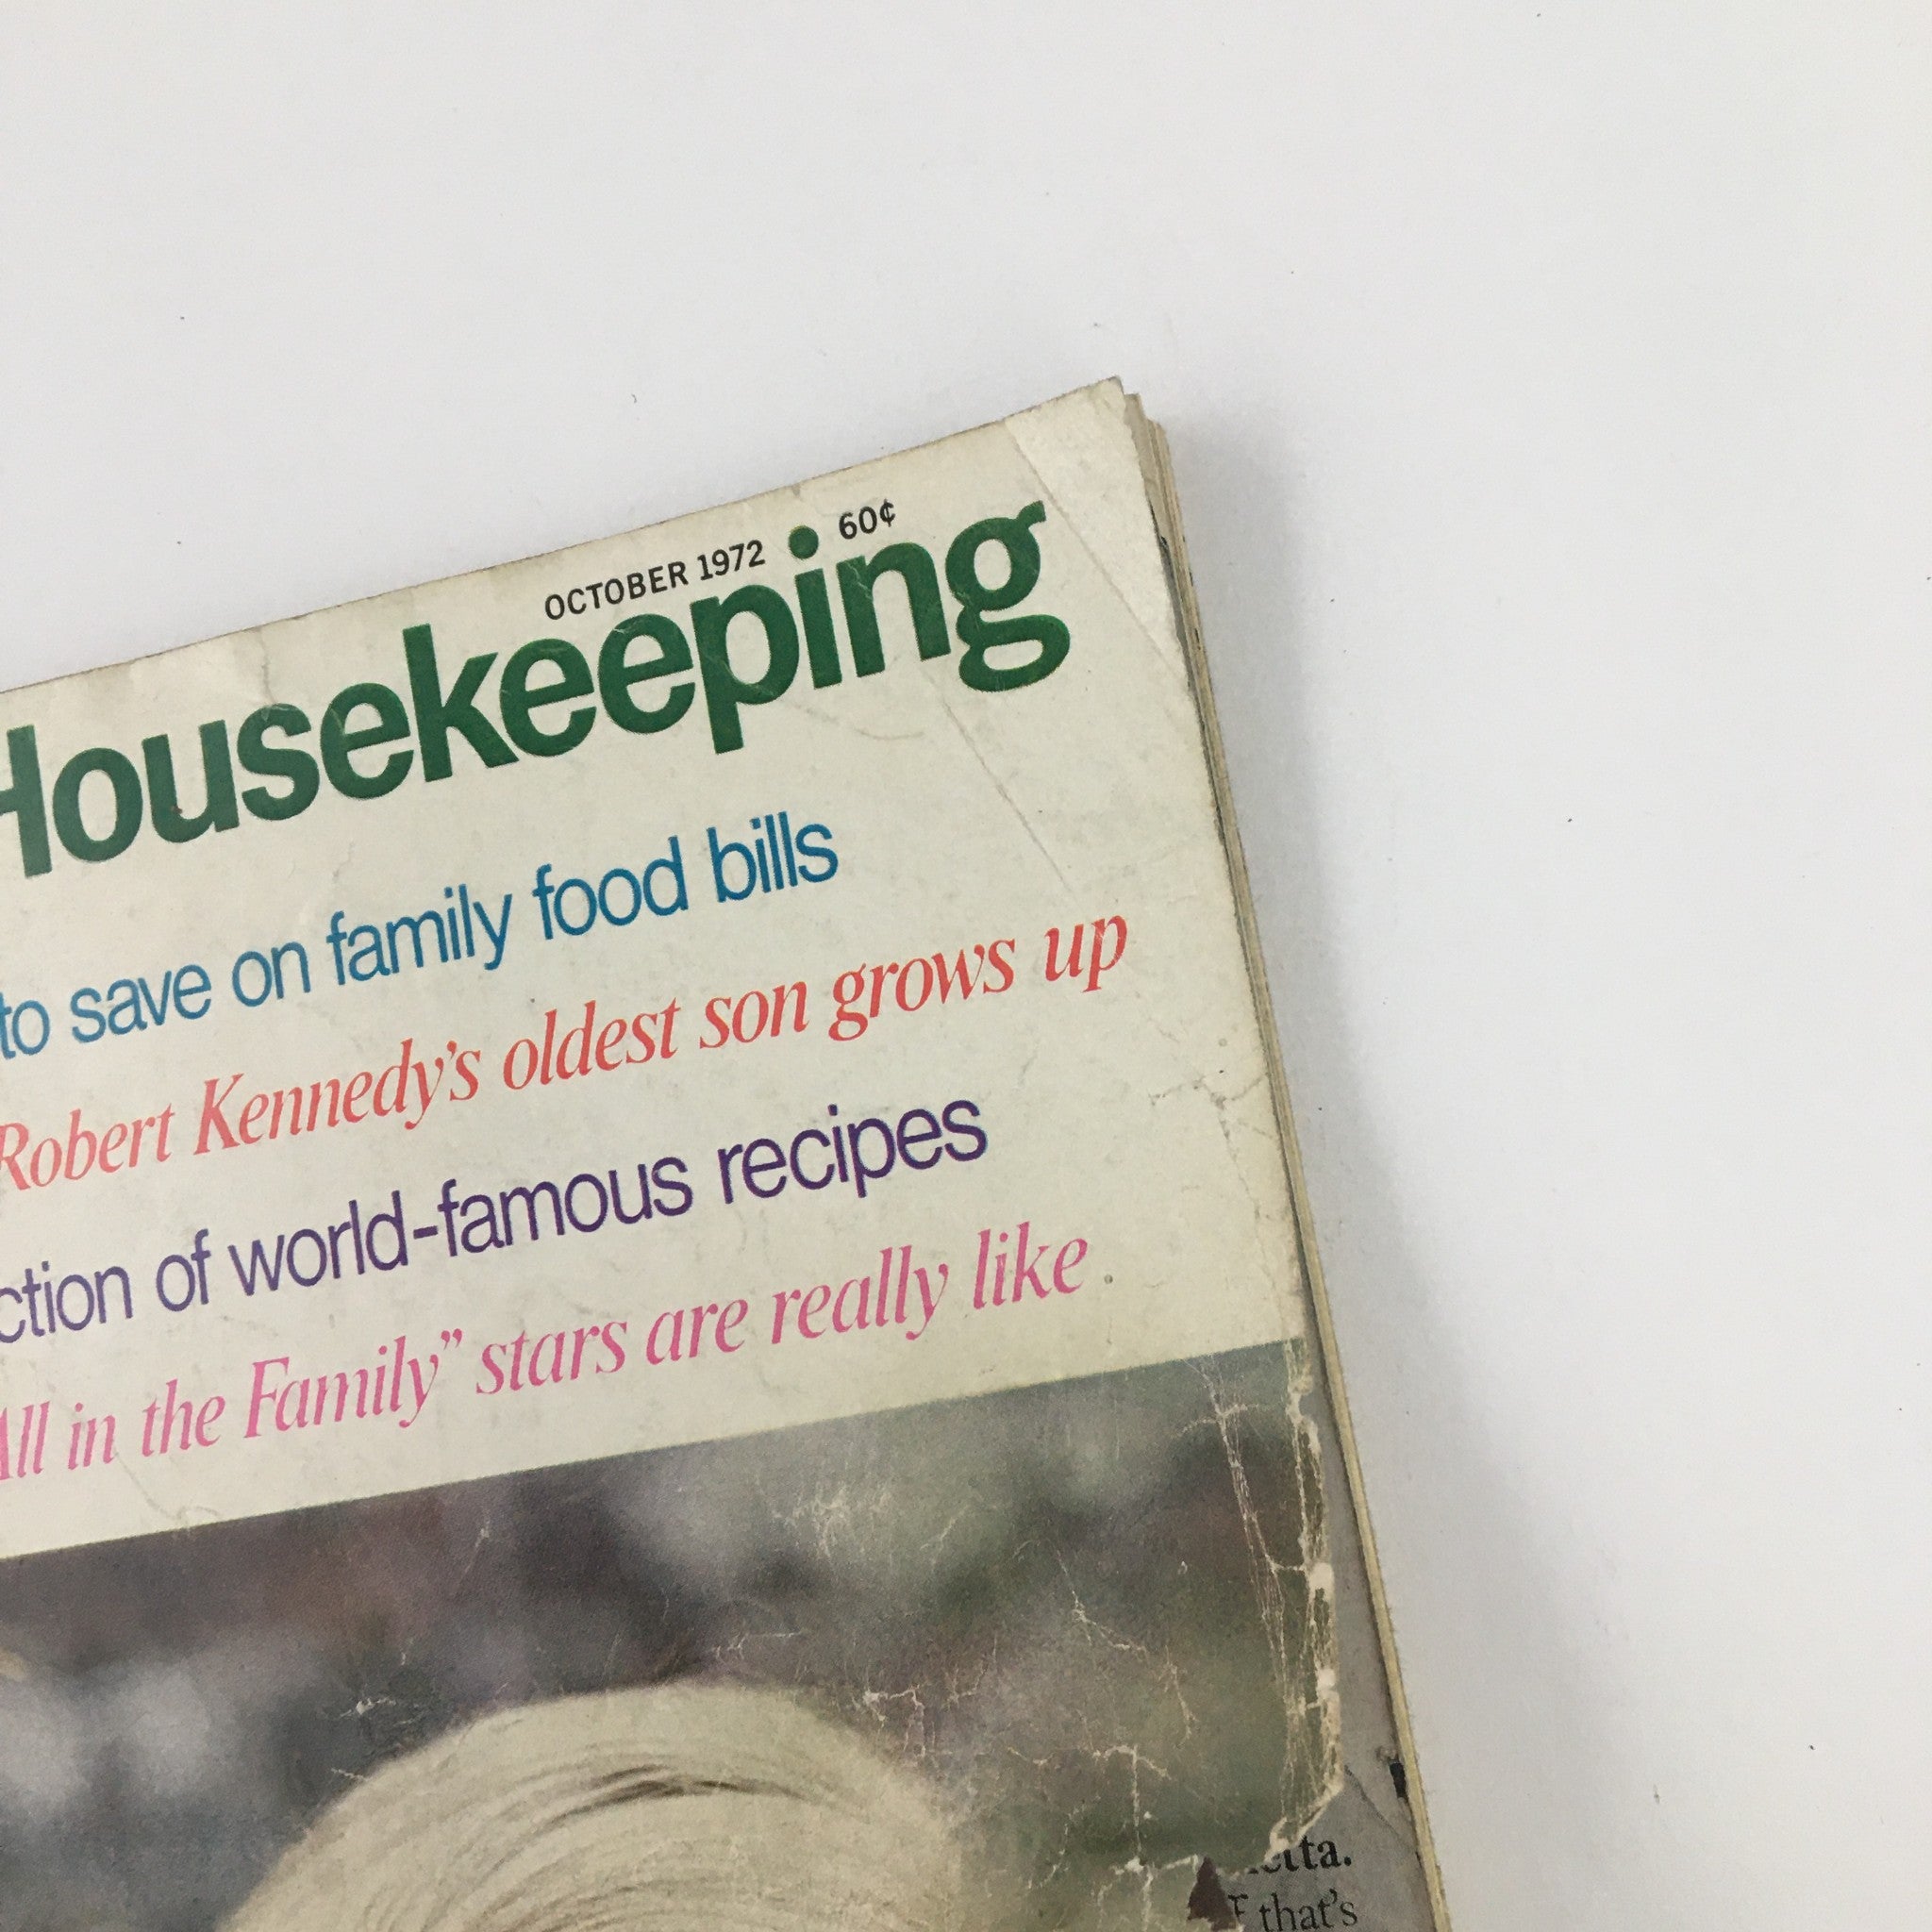 OCTOBER 1972 60¢
Housekeeping
to save on family food bills
Robert Kennedy's oldest son grows up
of world-famous recipes
All in the Family” stars are really like
that's